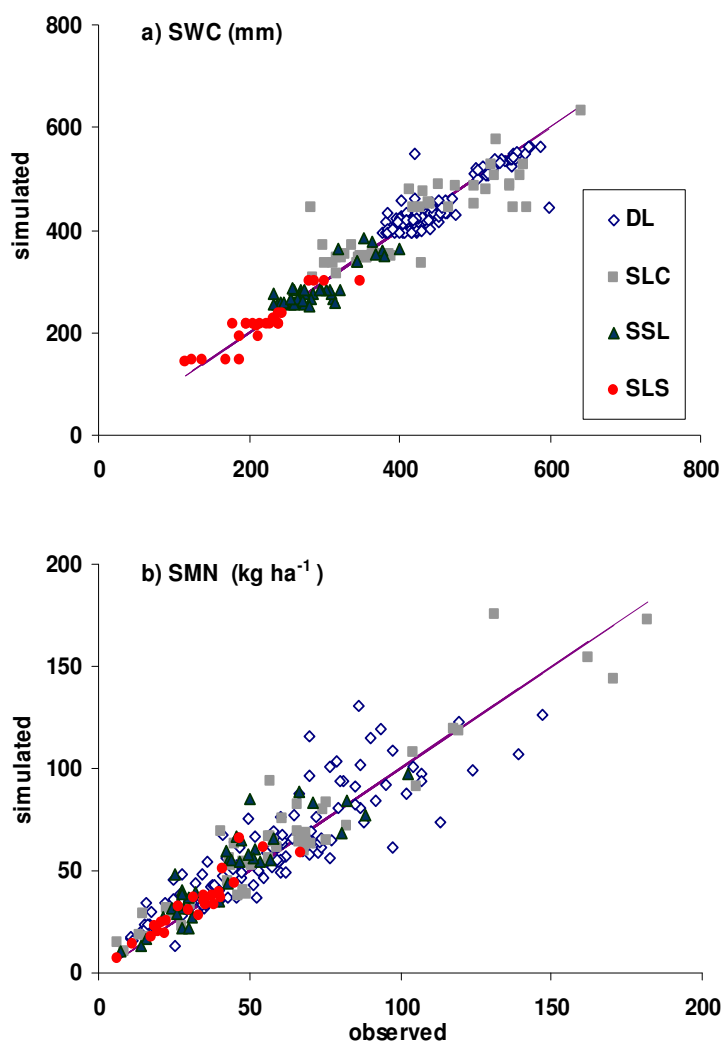 a) SWC (mm)
800
600
400
200
0
simulated
0 200 400 600 800
DL
SLC
SSL
SLS
b) SMN (kg ha-1 )
200
150
100
50
0
simulated
0 50 100 150 200
observed